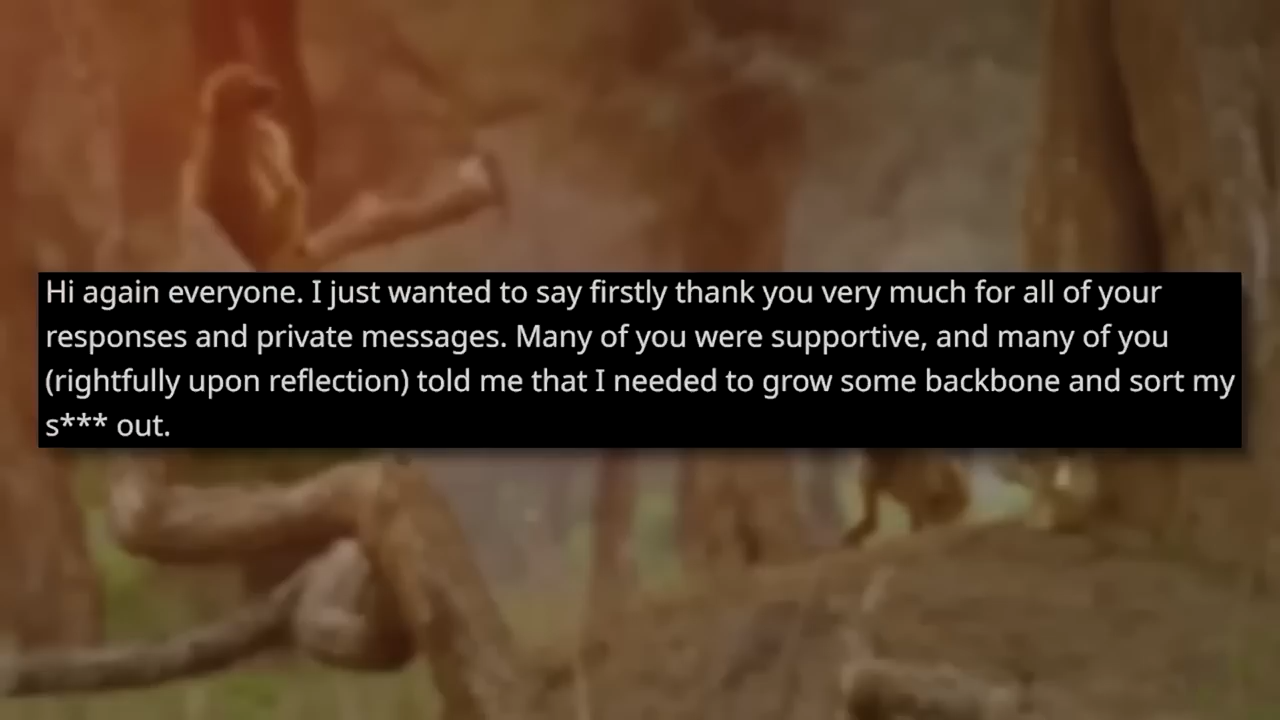 Hi again everyone. I just wanted to say firstly thank you very much for all of your
responses and private messages. Many of you were supportive, and many of you
(rightfully upon reflection) told me that I needed to grow some backbone and sort my
s*** out.